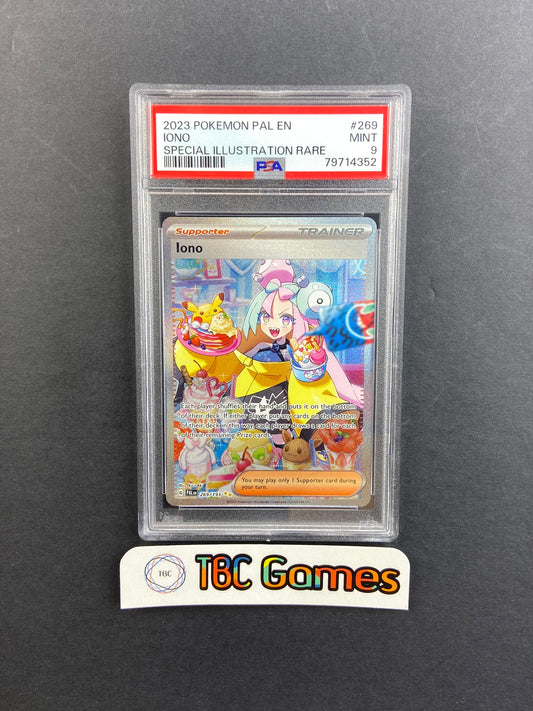 2023 POKEMON PAL EN #269
IONO MINT
SPECIAL ILLUSTRATION RARE 9
PSA 79714352
Supporter TRAINER
Iono
Each player shuffles their hand and puts it on the bottom
of their deck. If either player put any cards on the bottom
of their deck in this way, each player draws a card for each
of their remaining Prize cards.
You may play only 1 Supporter card during
your turn.
PAL EN 269/193
TBC TBC Games